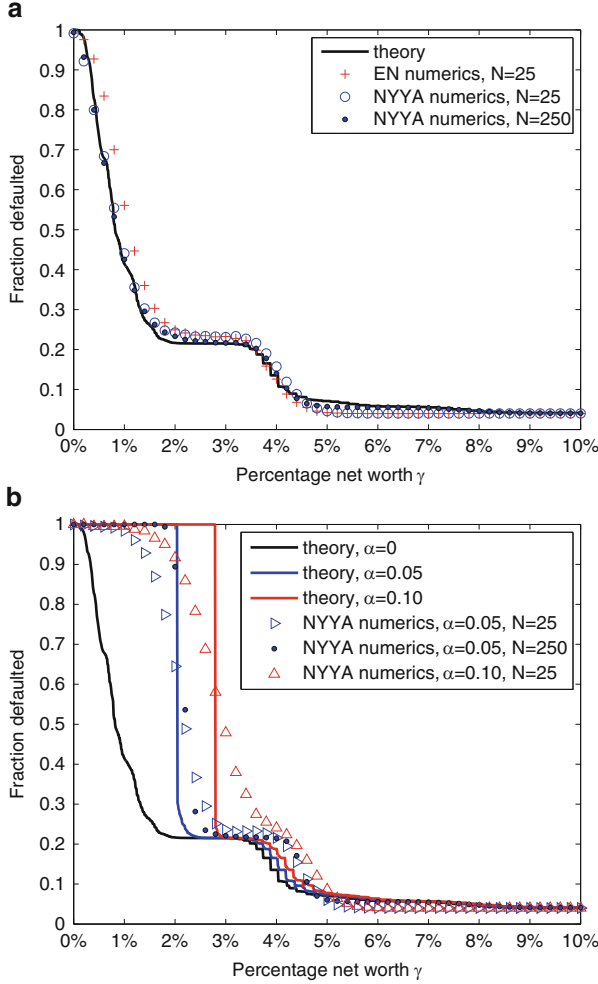 a
1
0.9
0.8
0.7
0.6
0.5
0.4
0.3
0.2
0.1
0
Fraction defaulted
theory
EN numerics, N=25
NYYA numerics, N=25
NYYA numerics, N=250
0% 1% 2% 3% 4% 5% 6% 7% 8% 9% 10%
Percentage net worth γ
b
1
0.9
0.8
0.7
0.6
0.5
0.4
0.3
0.2
0.1
0
Fraction defaulted
theory, α=0
theory, α=0.05
theory, α=0.10
NYYA numerics, α=0.05, N=25
NYYA numerics, α=0.05, N=250
NYYA numerics, α=0.10, N=25
0% 1% 2% 3% 4% 5% 6% 7% 8% 9% 10%
Percentage net worth γ